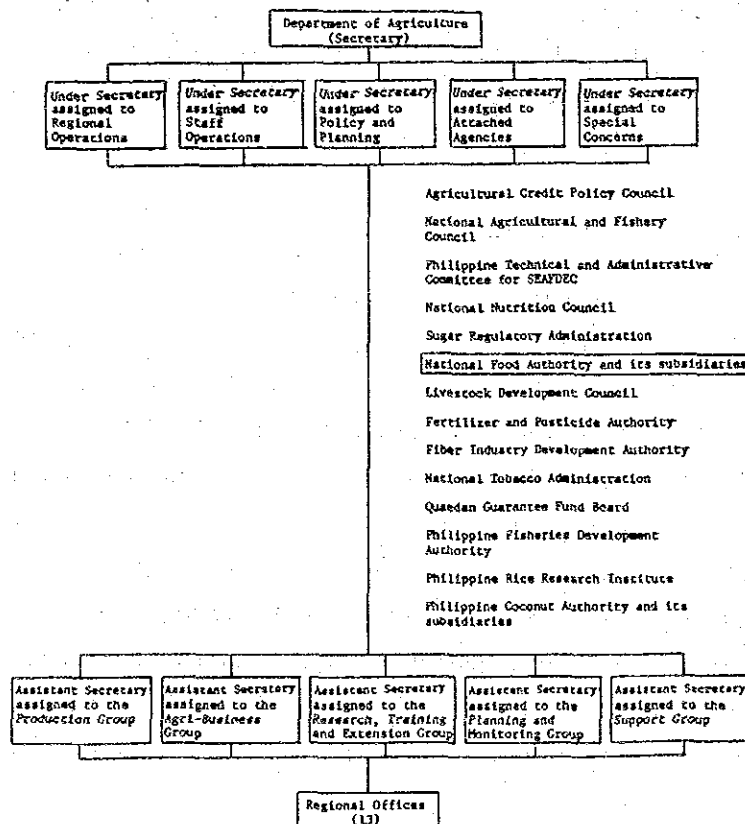 Department of Agriculture
(Secretary)
Under Secretary
assigned to
Regional
Operations
Under Secretary
assigned to
Staff
Operations
Under Secretary
assigned to
Policy and
Planning
Under Secretary
assigned to
Attached
Agencies
Under Secretary
assigned to
Special
Concerns
Agricultural Credit Policy Council
National Agricultural and Fishery
Council
Philippine Technical and Administrative
Committee for SEAFDEC
National Nutrition Council
Sugar Regulatory Administration
National Food Authority and its subsidiaries
Livestock Development Council
Fertilizer and Pesticide Authority
Fiber Industry Development Authority
National Tobacco Administration
Quedan Guarantee Fund Board
Philippine Fisheries Development
Authority
Philippine Rice Research Institute
Philippine Coconut Authority and its
subsidiaries
Assistant Secretary
assigned to the
Production Group
Assistant Secretary
assigned to the
Agri-Business
Group
Assistant Secretary
assigned to the
Research, Training
and Extension Group
Assistant Secretary
assigned to the
Planning and
Monitoring Group
Assistant Secretary
assigned to the
Support Group
Regional Offices
(13)